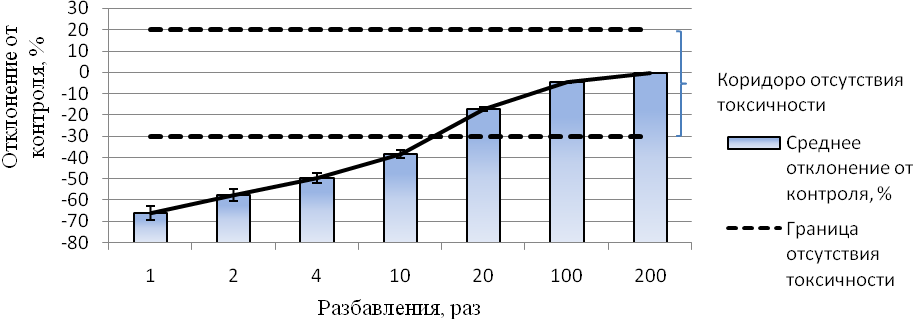 Отклонение от
контроля, %
30
20
10
0
-10
-20
-30
-40
-50
-60
-70
-80
1 2 4 10 20 100 200
Разбавления, раз
Коридоро отсутствия
токсичности
Среднее
отклонение от
контроля, %
Граница
отсутствия
токсичности